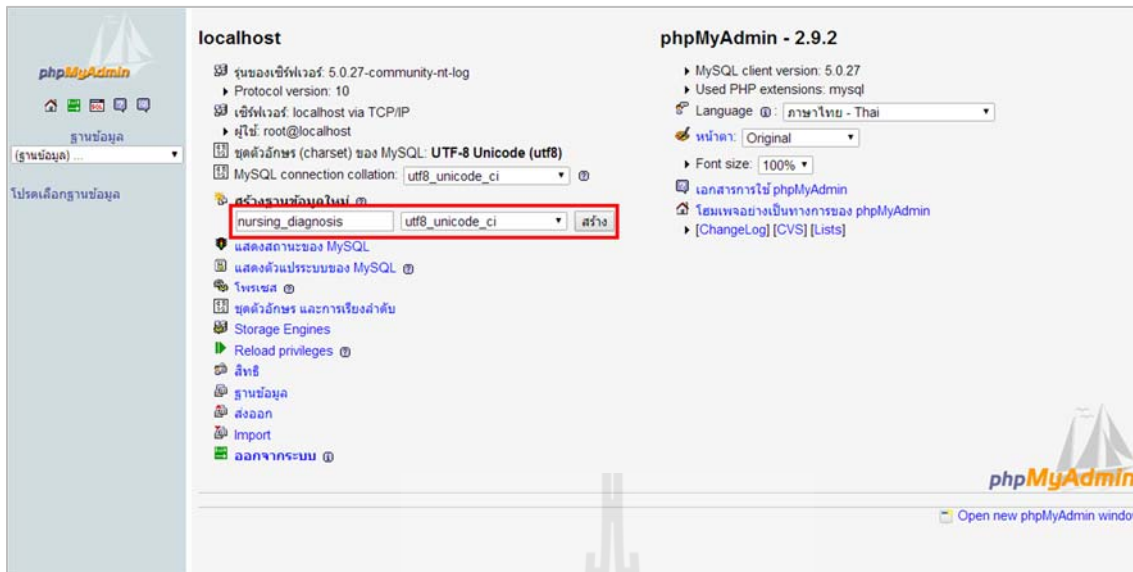 phpMyAdmin
SQL
ฐานข้อมูล
(ฐานข้อมูล) ...
โปรดเลือกฐานข้อมูล
localhost
รุ่นของเซิร์ฟเวอร์: 5.0.27-community-nt-log
Protocol version: 10
เซิร์ฟเวอร์: localhost via TCP/IP
ผู้ใช้: root@localhost
ชุดตัวอักษร (charset) ของ MySQL: UTF-8 Unicode (utf8)
MySQL connection collation: utf8_unicode_ci
สร้างฐานข้อมูลใหม่
nursing_diagnosis utf8_unicode_ci สร้าง
แสดงสถานะของ MySQL
แสดงตัวแปรระบบของ MySQL
โพรเซส
ชุดตัวอักษร และการเรียงลำดับ
Storage Engines
Reload privileges
สิทธิ
ฐานข้อมูล
ส่งออก
Import
ออกจากระบบ
phpMyAdmin - 2.9.2
MySQL client version: 5.0.27
Used PHP extensions: mysql
Language : ภาษาไทย - Thai
หน้าตา: Original
Font size: 100%
เอกสารการใช้ phpMyAdmin
โฮมเพจอย่างเป็นทางการของ phpMyAdmin
[ChangeLog] [CVS] [Lists]
phpMyAdmin
Open new phpMyAdmin windo